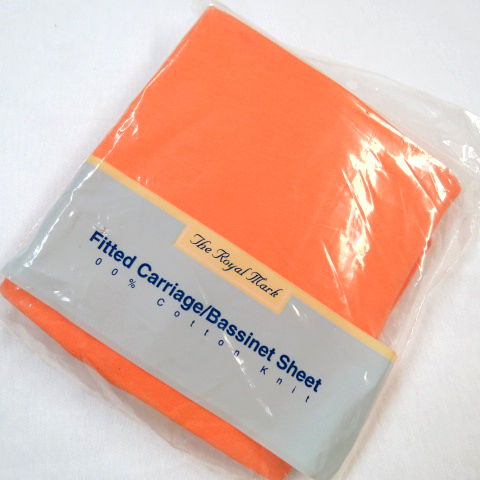 The Royal Mark
Fitted Carriage/Bassinet Sheet
00% Cotton Knit